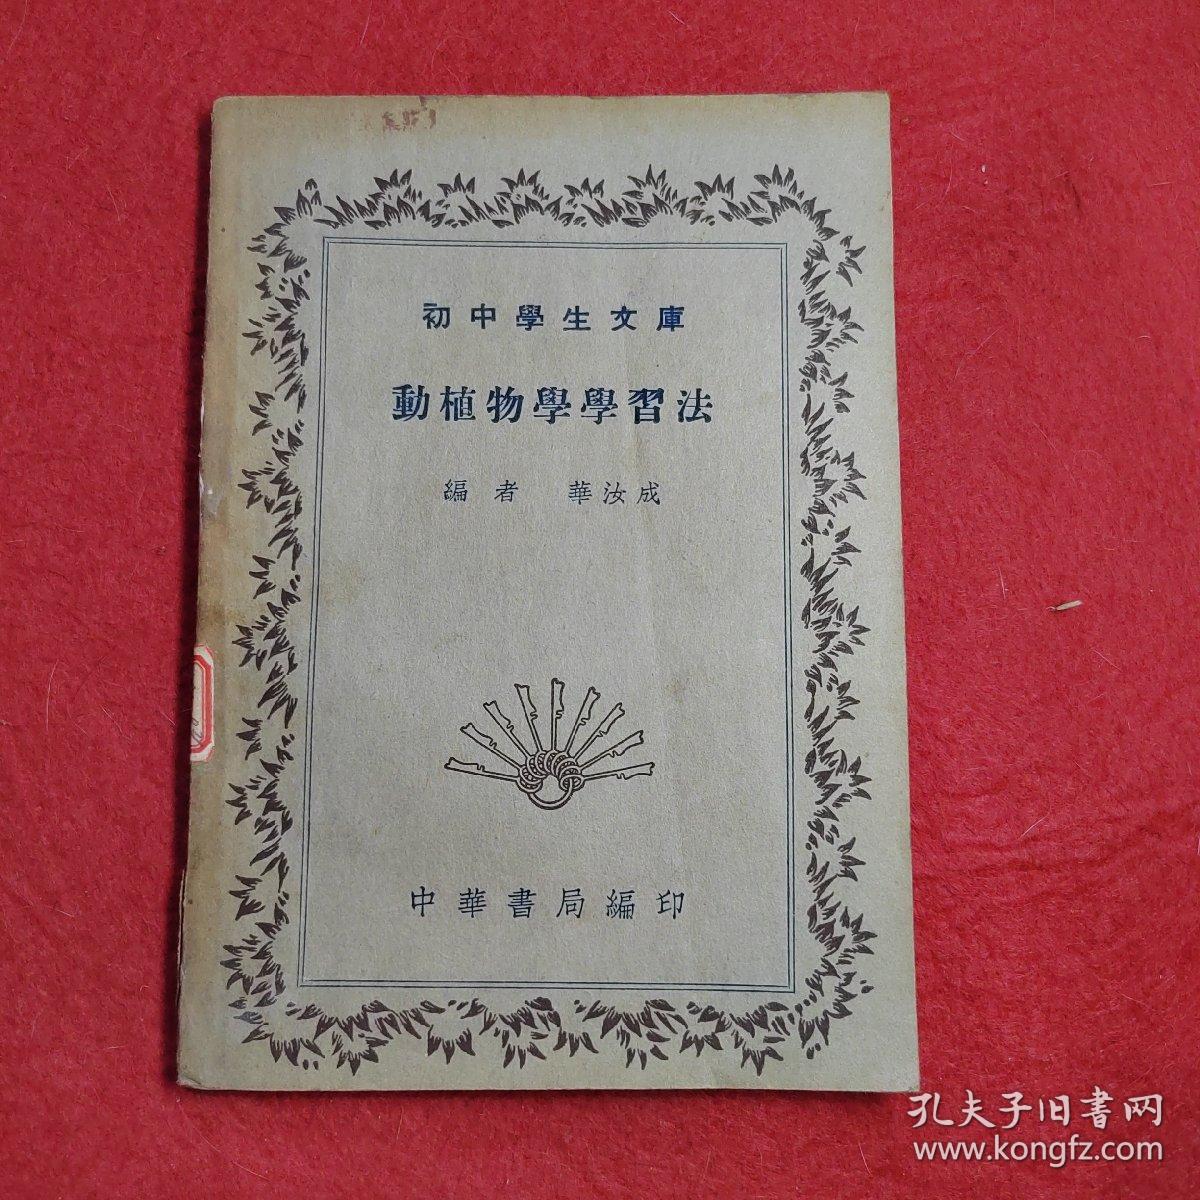 初中學生文庫
動植物學學習法
編者 華汝成
中華書局編印
孔夫子旧書网
www.kongfz.com